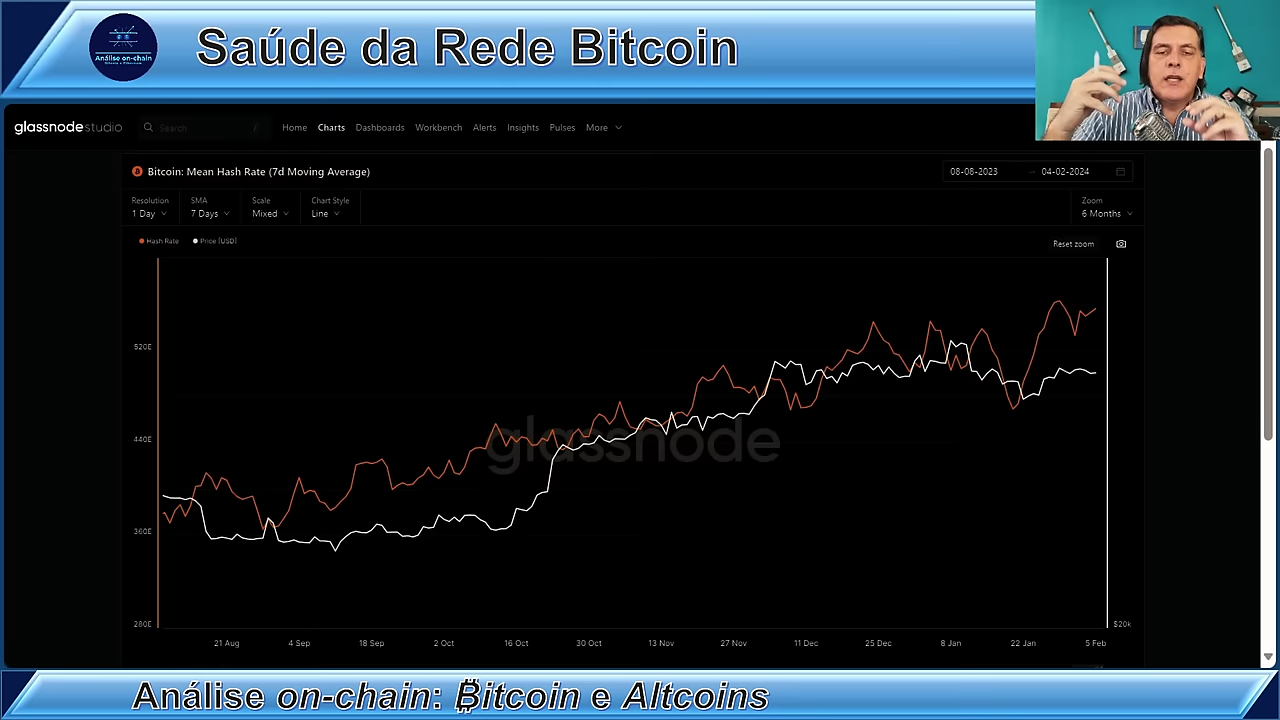 Saúde da Rede Bitcoin
Análise on-chain
glassnodestudio
Search /
Home Charts Dashboards Workbench Alerts Insights Pulses More
Bitcoin: Mean Hash Rate (7d Moving Average)
08-08-2023 → 04-02-2024
Resolution SMA Scale Chart Style Zoom
1 Day 7 Days Mixed Line 6 Months
Hash Rate Price [USD]
Reset zoom
520E
440E
360E
280E
$20k
glassnode
21 Aug 4 Sep 18 Sep 2 Oct 16 Oct 30 Oct 13 Nov 27 Nov 11 Dec 25 Dec 8 Jan 22 Jan 5 Feb
Análise on-chain: ₿itcoin e Altcoins